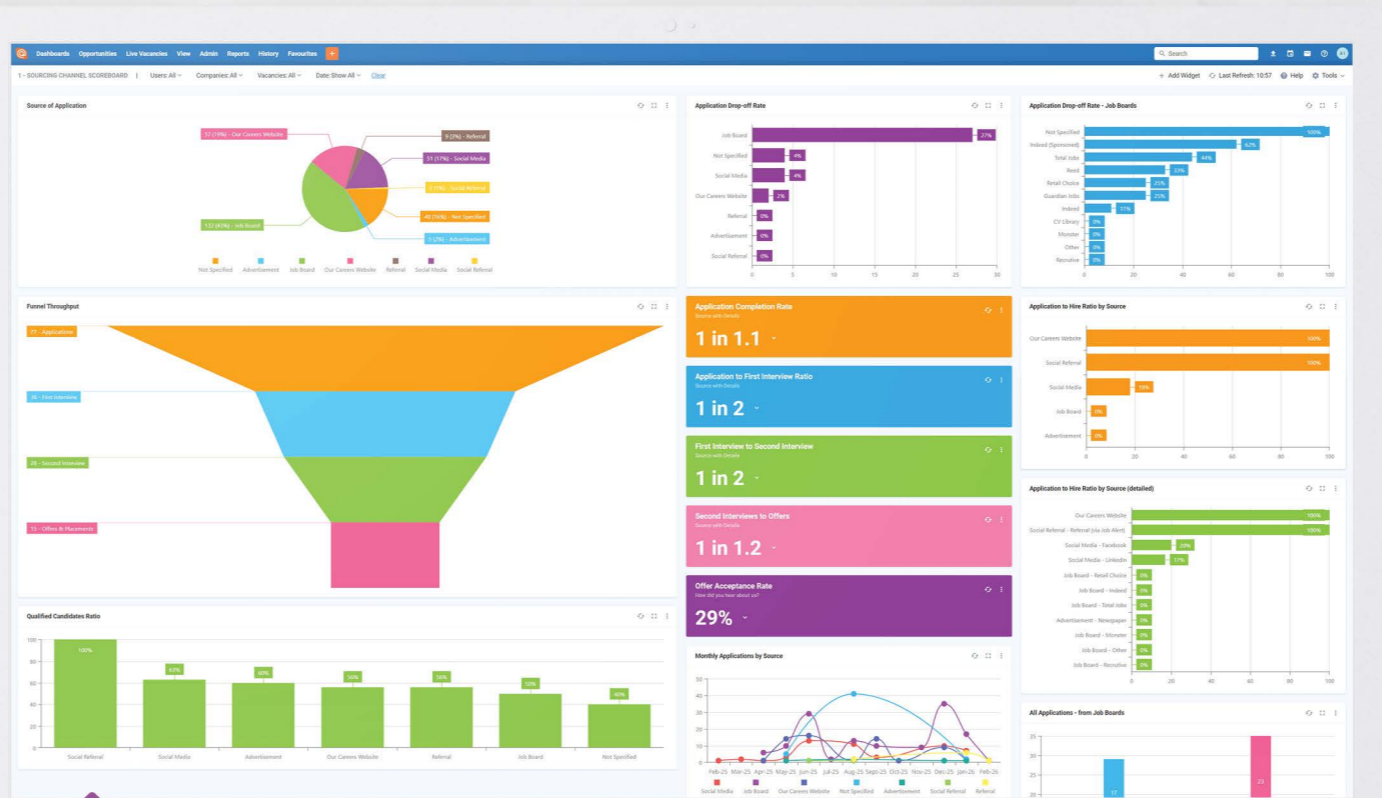 Dashboards Opportunities Live Vacancies View Admin Reports History Favourites +
Search
1 - SOURCING CHANNEL SCOREBOARD | Users: All Companies: All Vacancies: All Date: Show All Clear
+ Add Widget Last Refresh: 10:57 Help Tools
Source of Application
57 (19%) - Our Careers Website
9 (3%) - Referral
51 (17%) - Social Media
- Social Referral
48 (16%) - Not Specified
5 (2%) - Advertisement
- Job Board
Not Specified Advertisement Job Board Our Careers Website Referral Social Media Social Referral
Application Drop-off Rate
Job Board 27%
Not Specified 4%
Social Media 4%
Our Careers Website 2%
Referral 0%
Advertisement 0%
Social Referral 0%
0 5 10 15 20 25 30
Application Drop-off Rate - Job Boards
Not Specified 100%
Indeed (Sponsored) 62%
Total Jobs 44%
Reed 33%
Retail Choice 25%
Guardian Jobs 25%
Indeed 11%
CV-Library 0%
Monster 0%
Other 0%
Recruitive 0%
0 20 40 60 80 100
Funnel Throughput
77 - Applications
- First Interview
28 - Second Interview
15 - Offers & Placements
Application Completion Rate
Source with Details
1 in 1.1
Application to First Interview Ratio
Source with Details
1 in 2
First Interview to Second Interview
Source with Details
1 in 2
Second Interviews to Offers
Source with Details
1 in 1.2
Offer Acceptance Rate
How did you hear about us?
29%
Application to Hire Ratio by Source
Our Careers Website 100%
Social Referral 100%
Social Media 18%
Job Board 0%
Advertisement 0%
0 20 40 60 80 100
Application to Hire Ratio by Source (detailed)
Our Careers Website 100%
Social Referral - Referral (via Job Alert) 100%
Social Media - Facebook 20%
Social Media - LinkedIn 17%
Job Board - Retail Choice 0%
Job Board - Indeed 0%
Job Board - Total Jobs 0%
Advertisement - Newspaper 0%
Job Board - Monster 0%
Job Board - Other 0%
Job Board - Recruitive 0%
0 20 40 60 80 100
Qualified Candidates Ratio
100
80
60
40
20
0
100% 63% 60% 56% 56% 50% 40%
Social Referral Social Media Advertisement Our Careers Website Referral Job Board Not Specified
Monthly Applications by Source
50
40
30
20
10
0
Feb-25 Mar-25 Apr-25 May-25 Jun-25 Jul-25 Aug-25 Sept-25 Oct-25 Nov-25 Dec-25 Jan-26 Feb-26
Social Media Job Board Our Careers Website Not Specified Advertisement Social Referral Referral
All Applications - from Job Boards
35
30
25
20
17
23